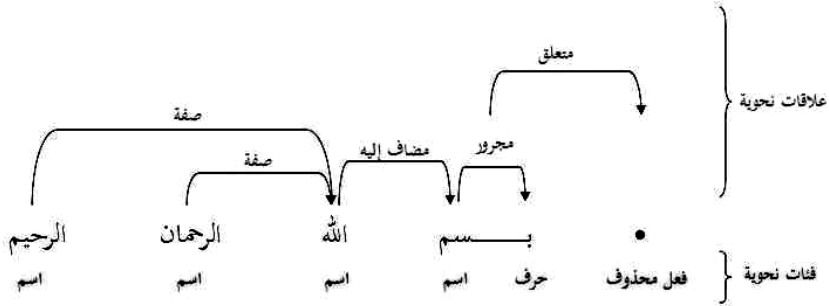 متعلق
علاقات نحوية
صفة
مجرور
مضاف إليه
صفة
• بـــــسم الله الرحمان الرحيم
فعل محذوف حرف اسم اسم اسم اسم
فئات نحوية